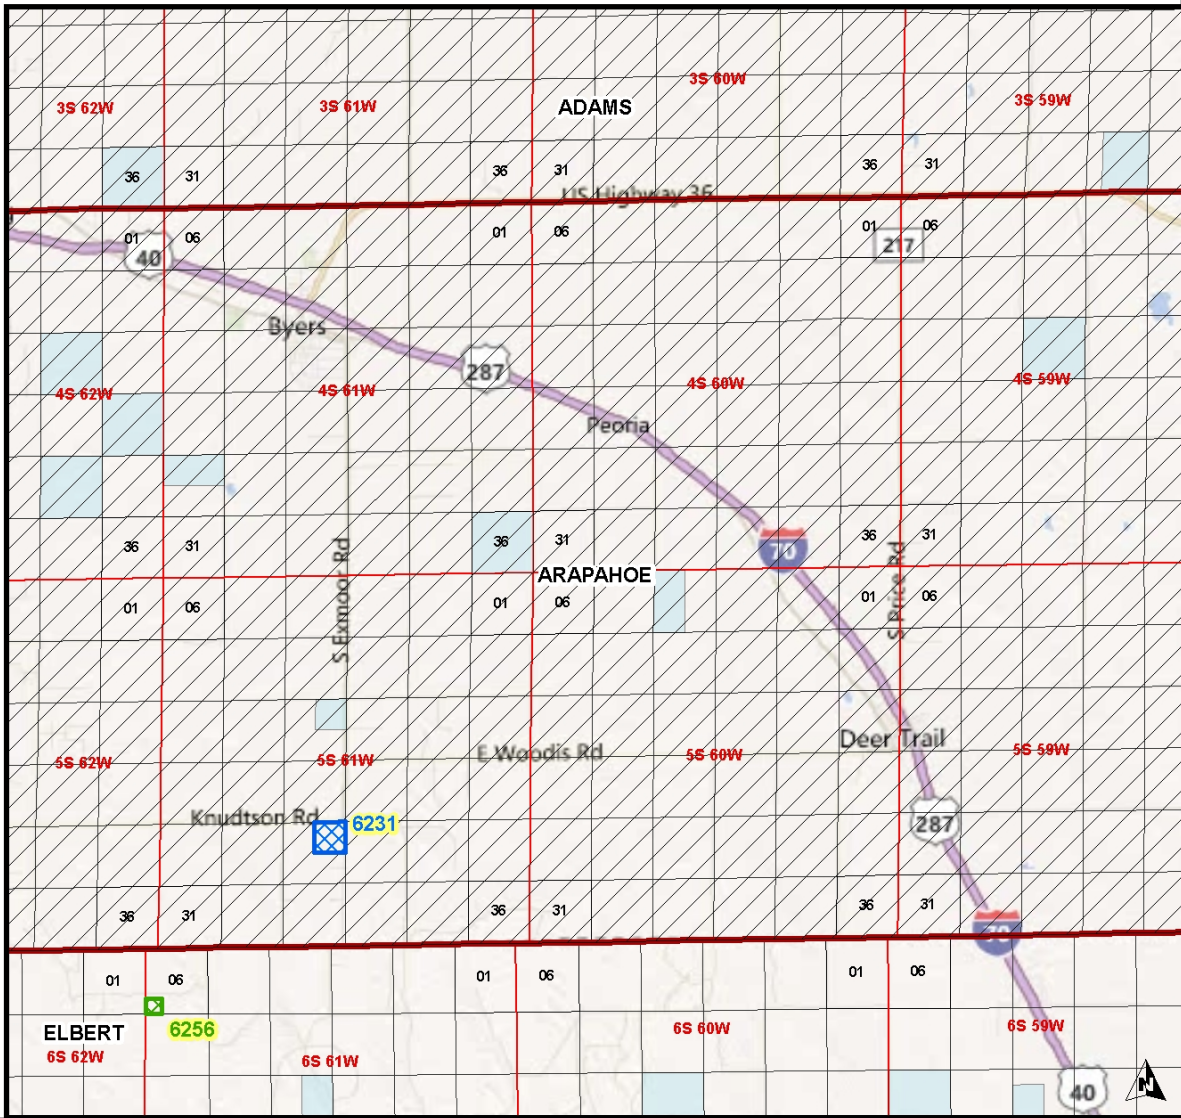 3S 60W
3S 62W
3S 61W
ADAMS
3S 59W
36
31
36
31
36
31
US Highway 36
01
06
01
06
01
06
40
217
Byers
287
4S 62W
4S 61W
4S 60W
4S 59W
Peoria
36
31
36
31
36
31
70
ARAPAHOE
01
06
01
06
01
06
S Exmoor Rd
S Price Rd
Deer Trail
E Woodis Rd
5S 62W
5S 61W
5S 60W
5S 59W
Knudtson Rd
6231
287
36
31
36
31
36
31
70
01
06
01
06
01
06
ELBERT
6256
6S 62W
6S 61W
6S 60W
6S 59W
40
N